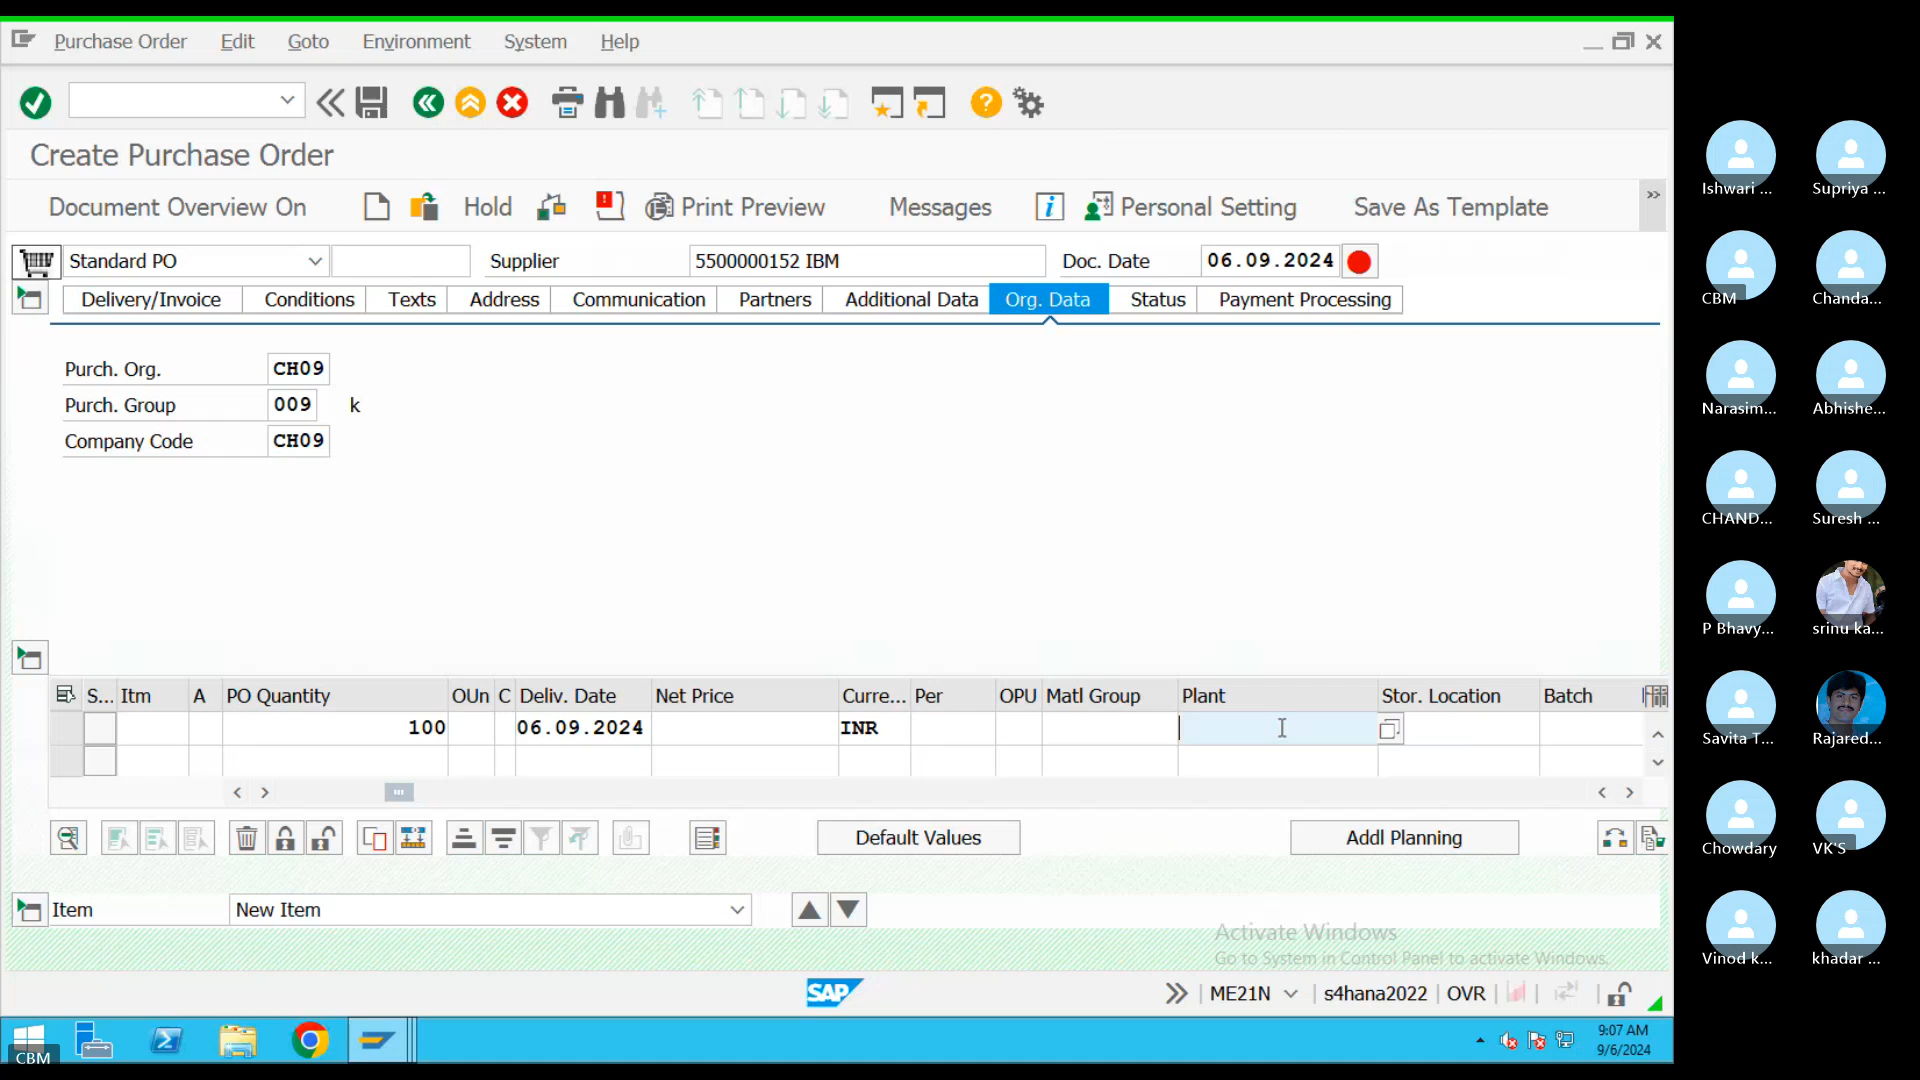 Purchase Order Edit Goto Environment System Help
Create Purchase Order
Document Overview On Hold Print Preview Messages Personal Setting Save As Template
Standard PO Supplier 5500000152 IBM Doc. Date 06.09.2024
Delivery/Invoice Conditions Texts Address Communication Partners Additional Data Org. Data Status Payment Processing
Purch. Org. CH09
Purch. Group 009 k
Company Code CH09
S... Itm A PO Quantity OUn C Deliv. Date Net Price Curre... Per OPU Matl Group Plant Stor. Location Batch
100 06.09.2024 INR
Default Values Addl Planning
Item New Item
Activate Windows
Go to System in Control Panel to activate Windows.
SAP ME21N s4hana2022 OVR
9:07 AM
9/6/2024
CBM
Ishwari ... Supriya ...
CBM Chanda...
Narasim... Abhishe...
CHAND... Suresh ...
P Bhavy... srinu ka...
Savita T... Rajared...
Chowdary VK'S
Vinod k... khadar ...